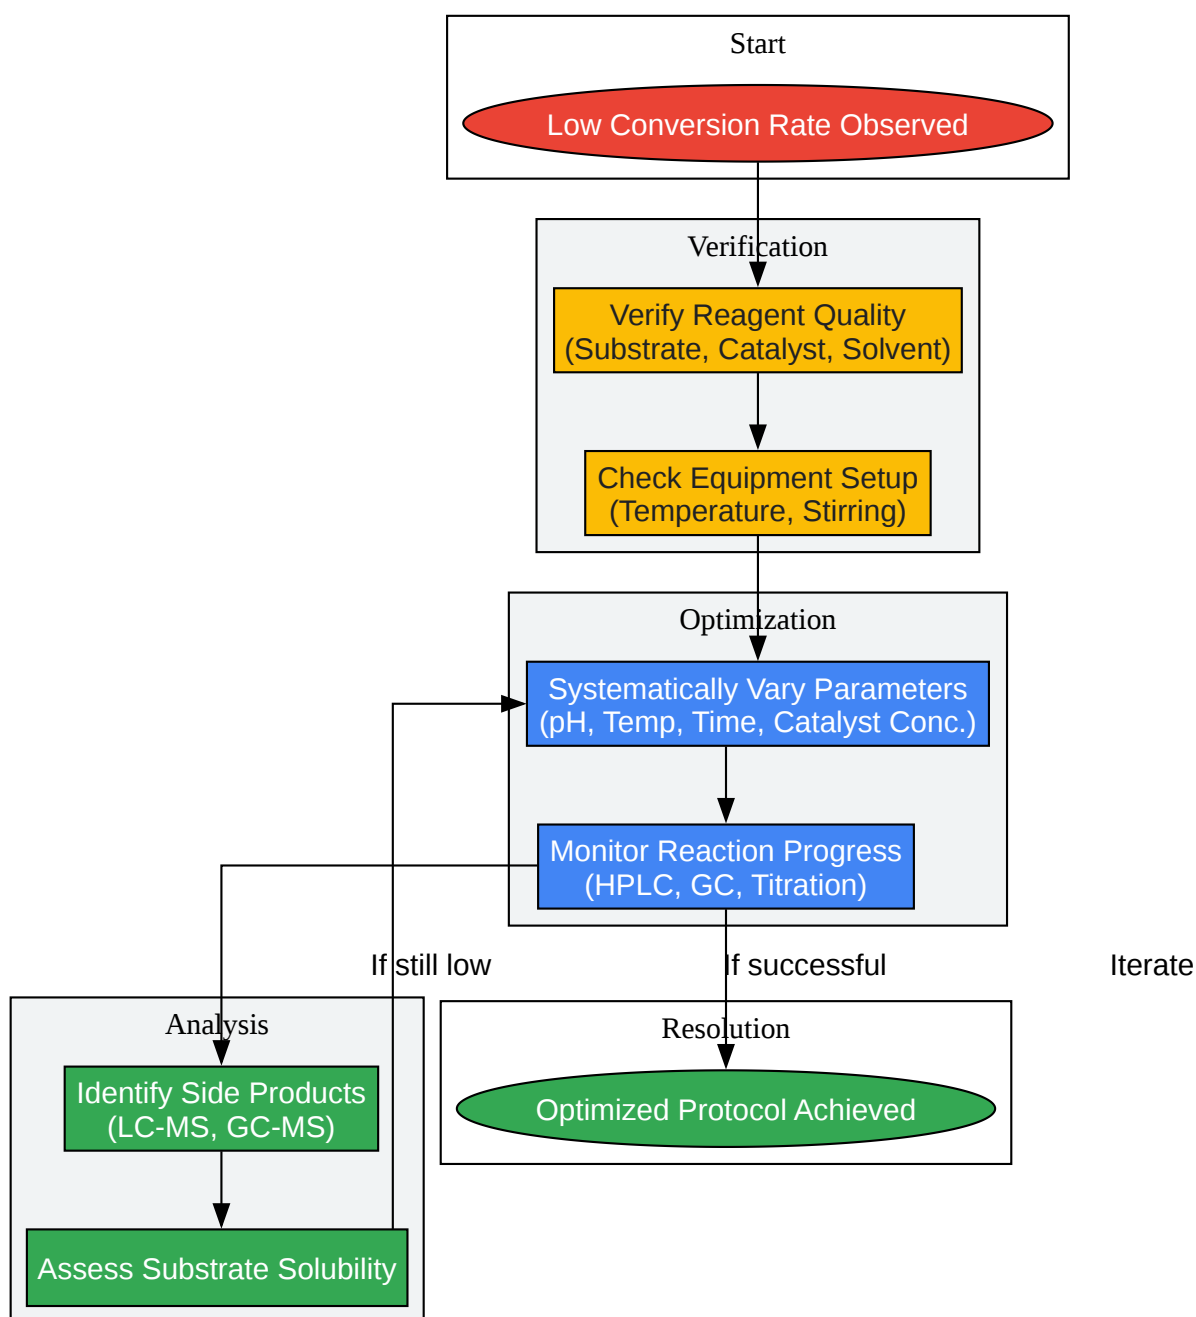 Start
Low Conversion Rate Observed
Verification
Verify Reagent Quality
(Substrate, Catalyst, Solvent)
Check Equipment Setup
(Temperature, Stirring)
Optimization
Systematically Vary Parameters
(pH, Temp, Time, Catalyst Conc.)
Monitor Reaction Progress
(HPLC, GC, Titration)
If still low
If successful
Iterate
Analysis
Identify Side Products
(LC-MS, GC-MS)
Assess Substrate Solubility
Resolution
Optimized Protocol Achieved